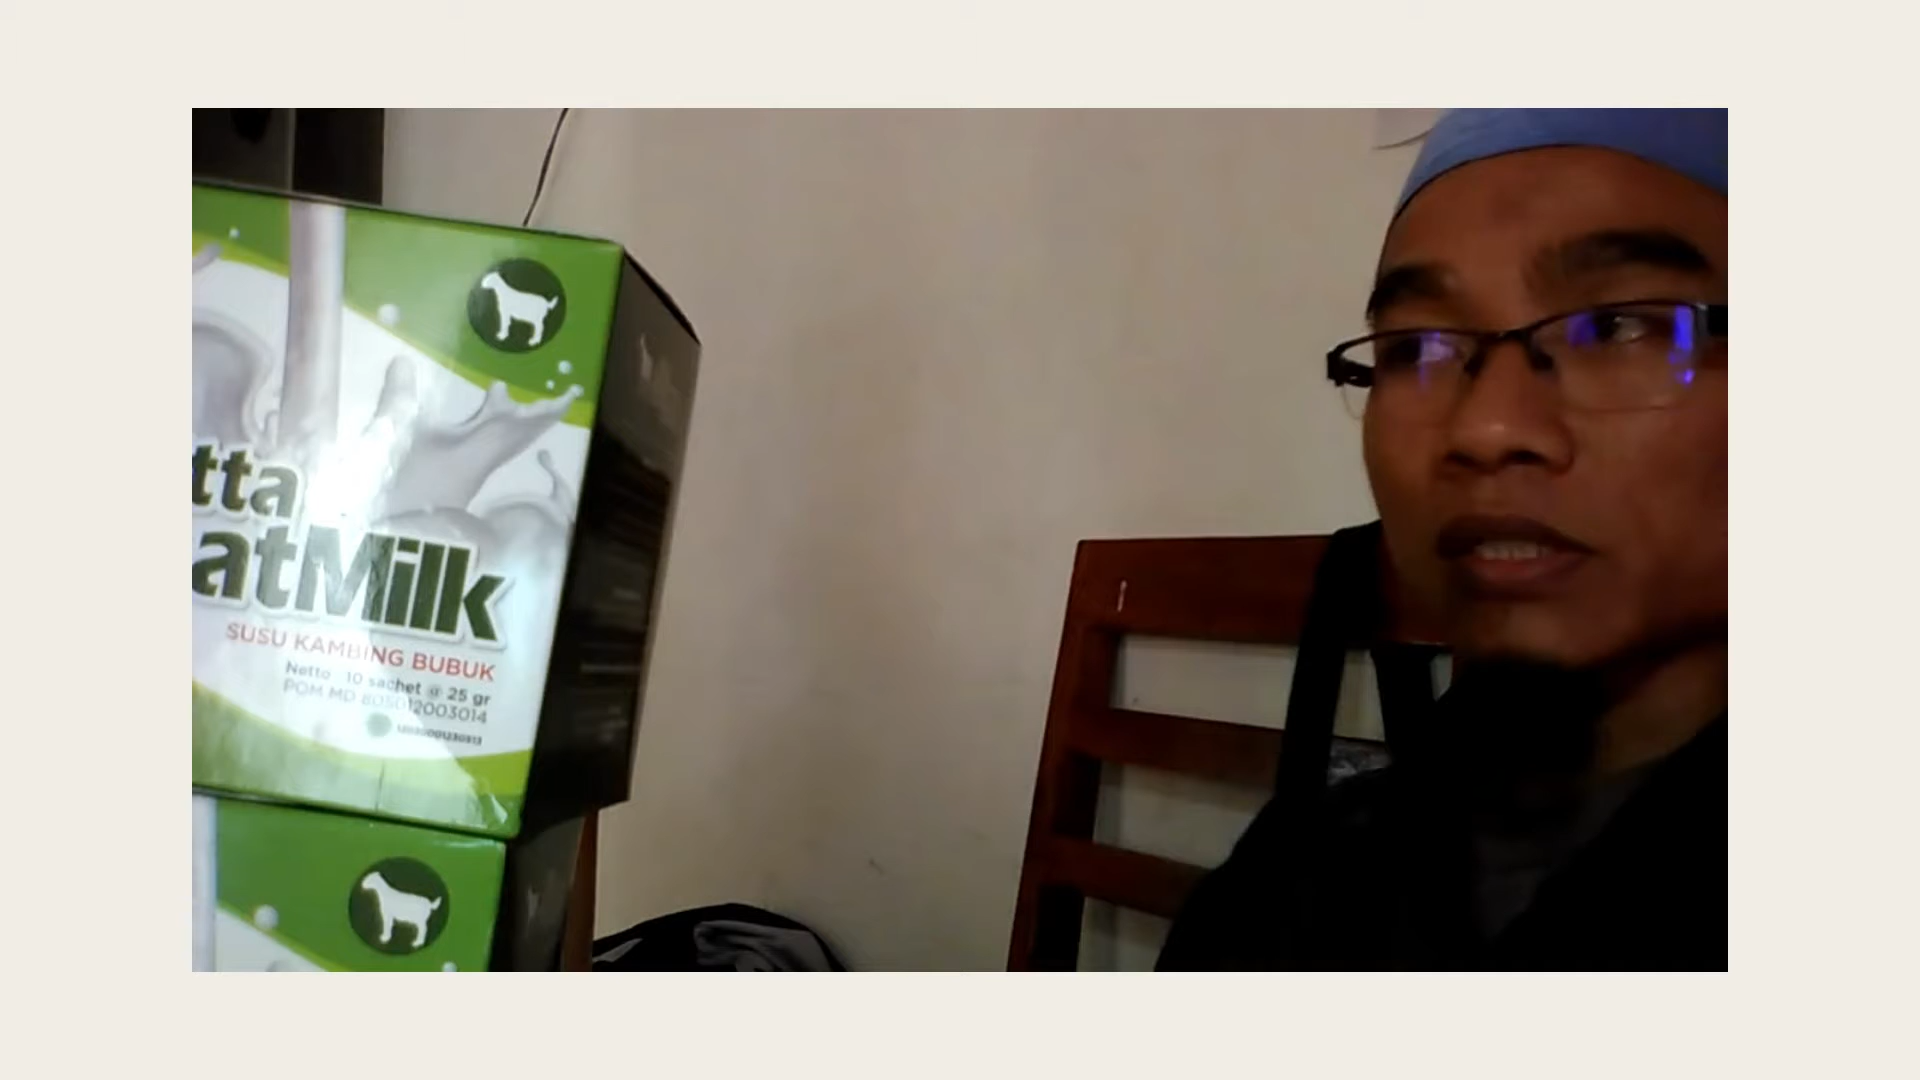 tta
atMilk
SUSU KAMBING BUBUK
Netto 10 sachet @ 25 gr
POM MD 805012003014